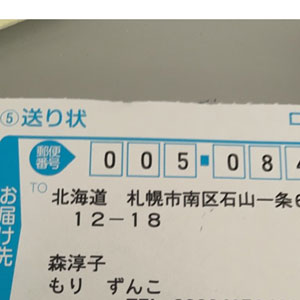 ⑤送り状
郵便番号 005-084
お届け先
TO 北海道 札幌市南区石山一条6
12-18
森淳子
もり ずんこ